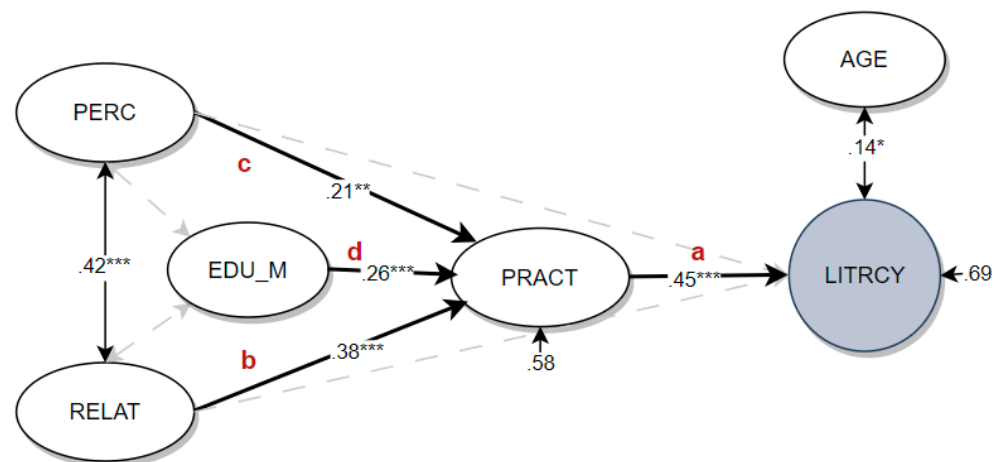 AGE
PERC
.14*
c
.21**
.42***
EDU_M
d
.26***
PRACT
a
.45***
LITRCY
.69
b
.38***
.58
RELAT